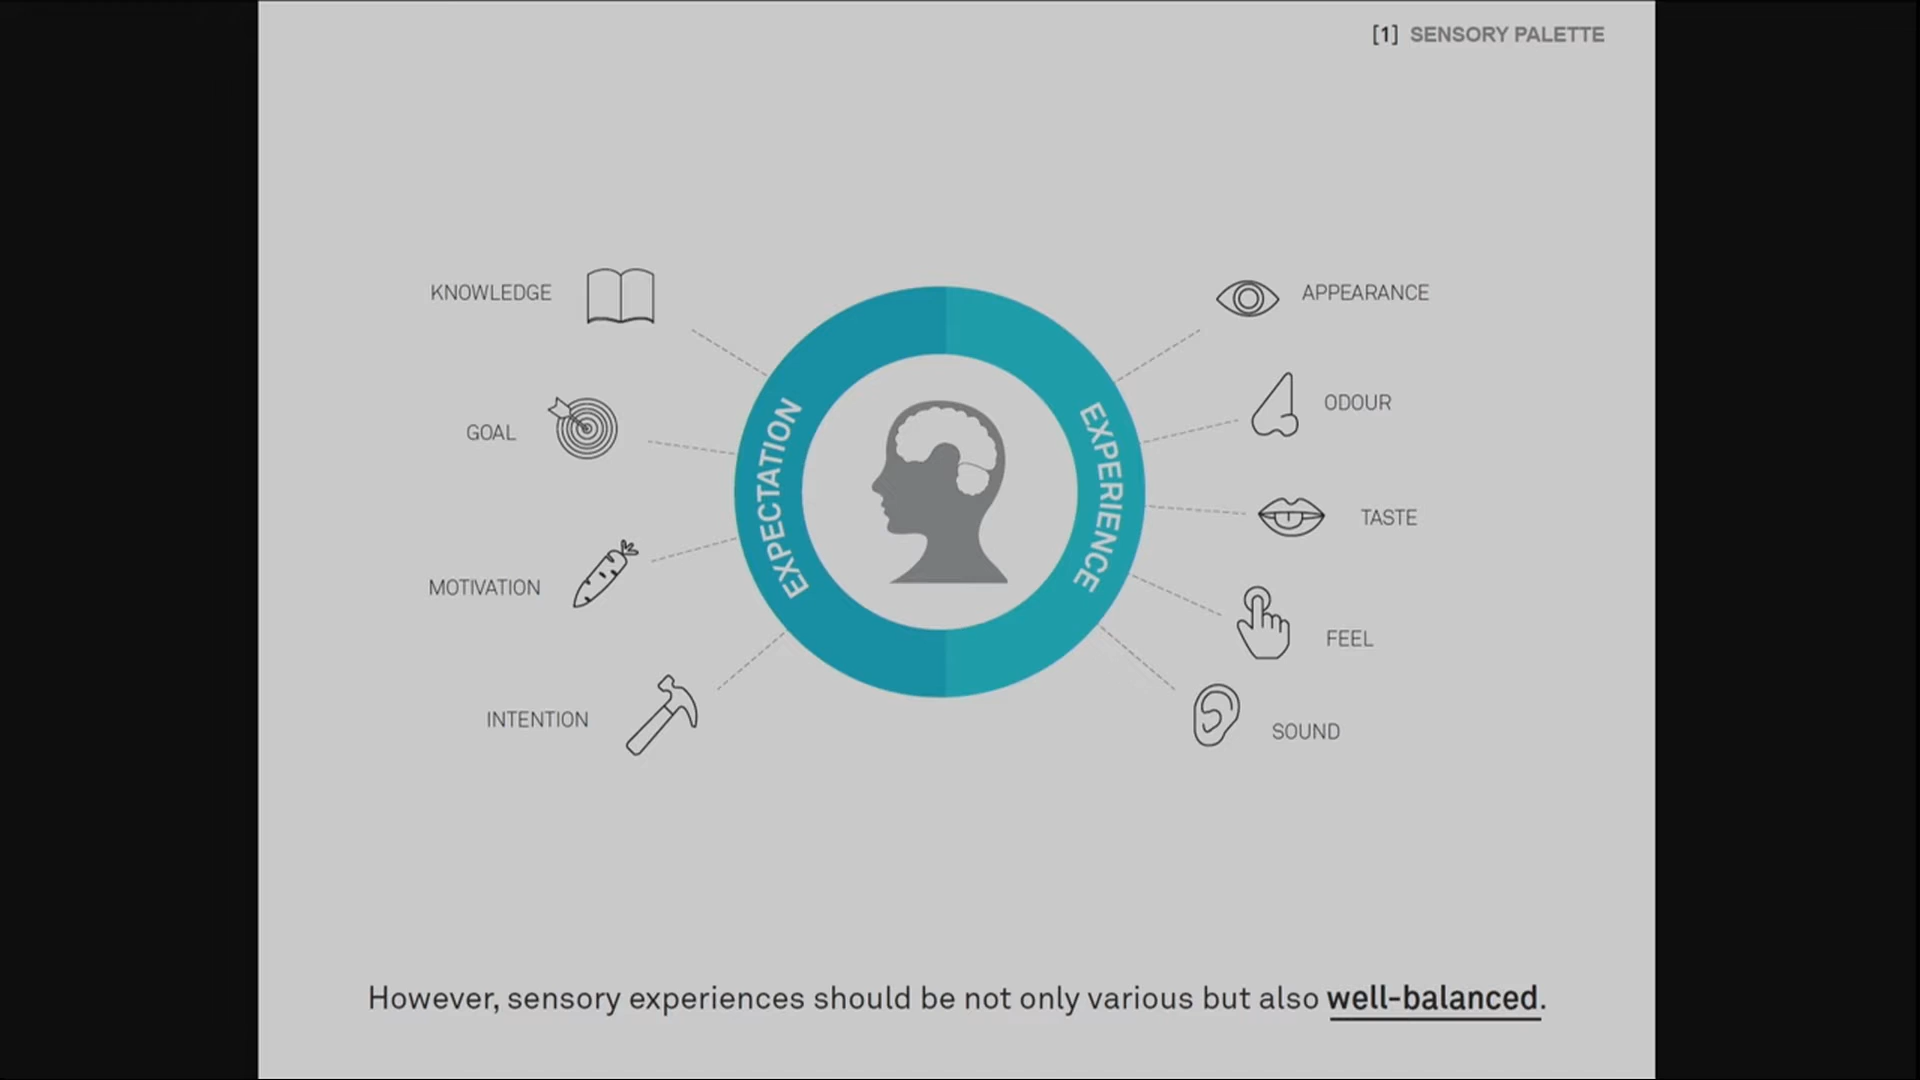 [1] SENSORY PALETTE
KNOWLEDGE
GOAL
MOTIVATION
INTENTION
EXPECTATION
EXPERIENCE
APPEARANCE
ODOUR
TASTE
FEEL
SOUND
However, sensory experiences should be not only various but also well-balanced.